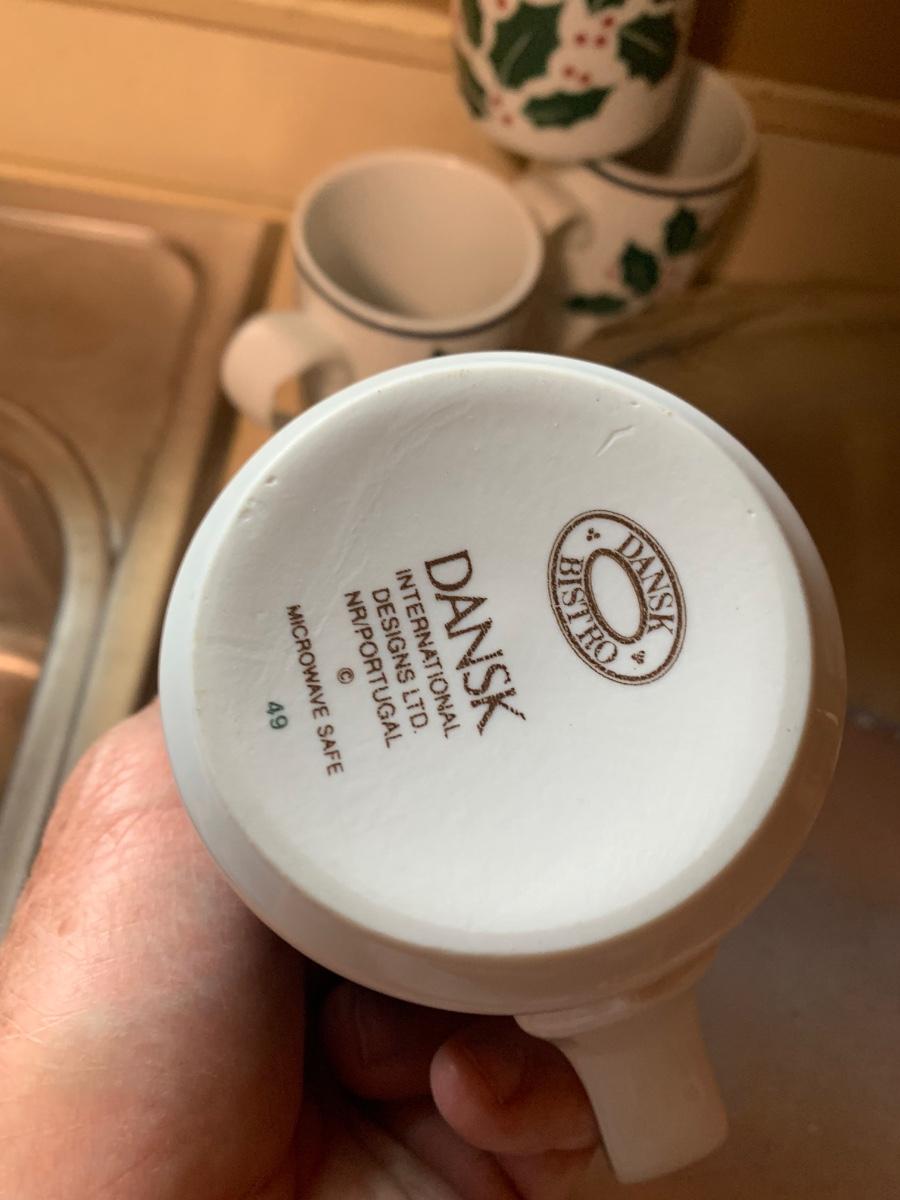 DANSK
BISTRO
DANSK
INTERNATIONAL
DESIGNS LTD.
NR/PORTUGAL
©
MICROWAVE SAFE
49